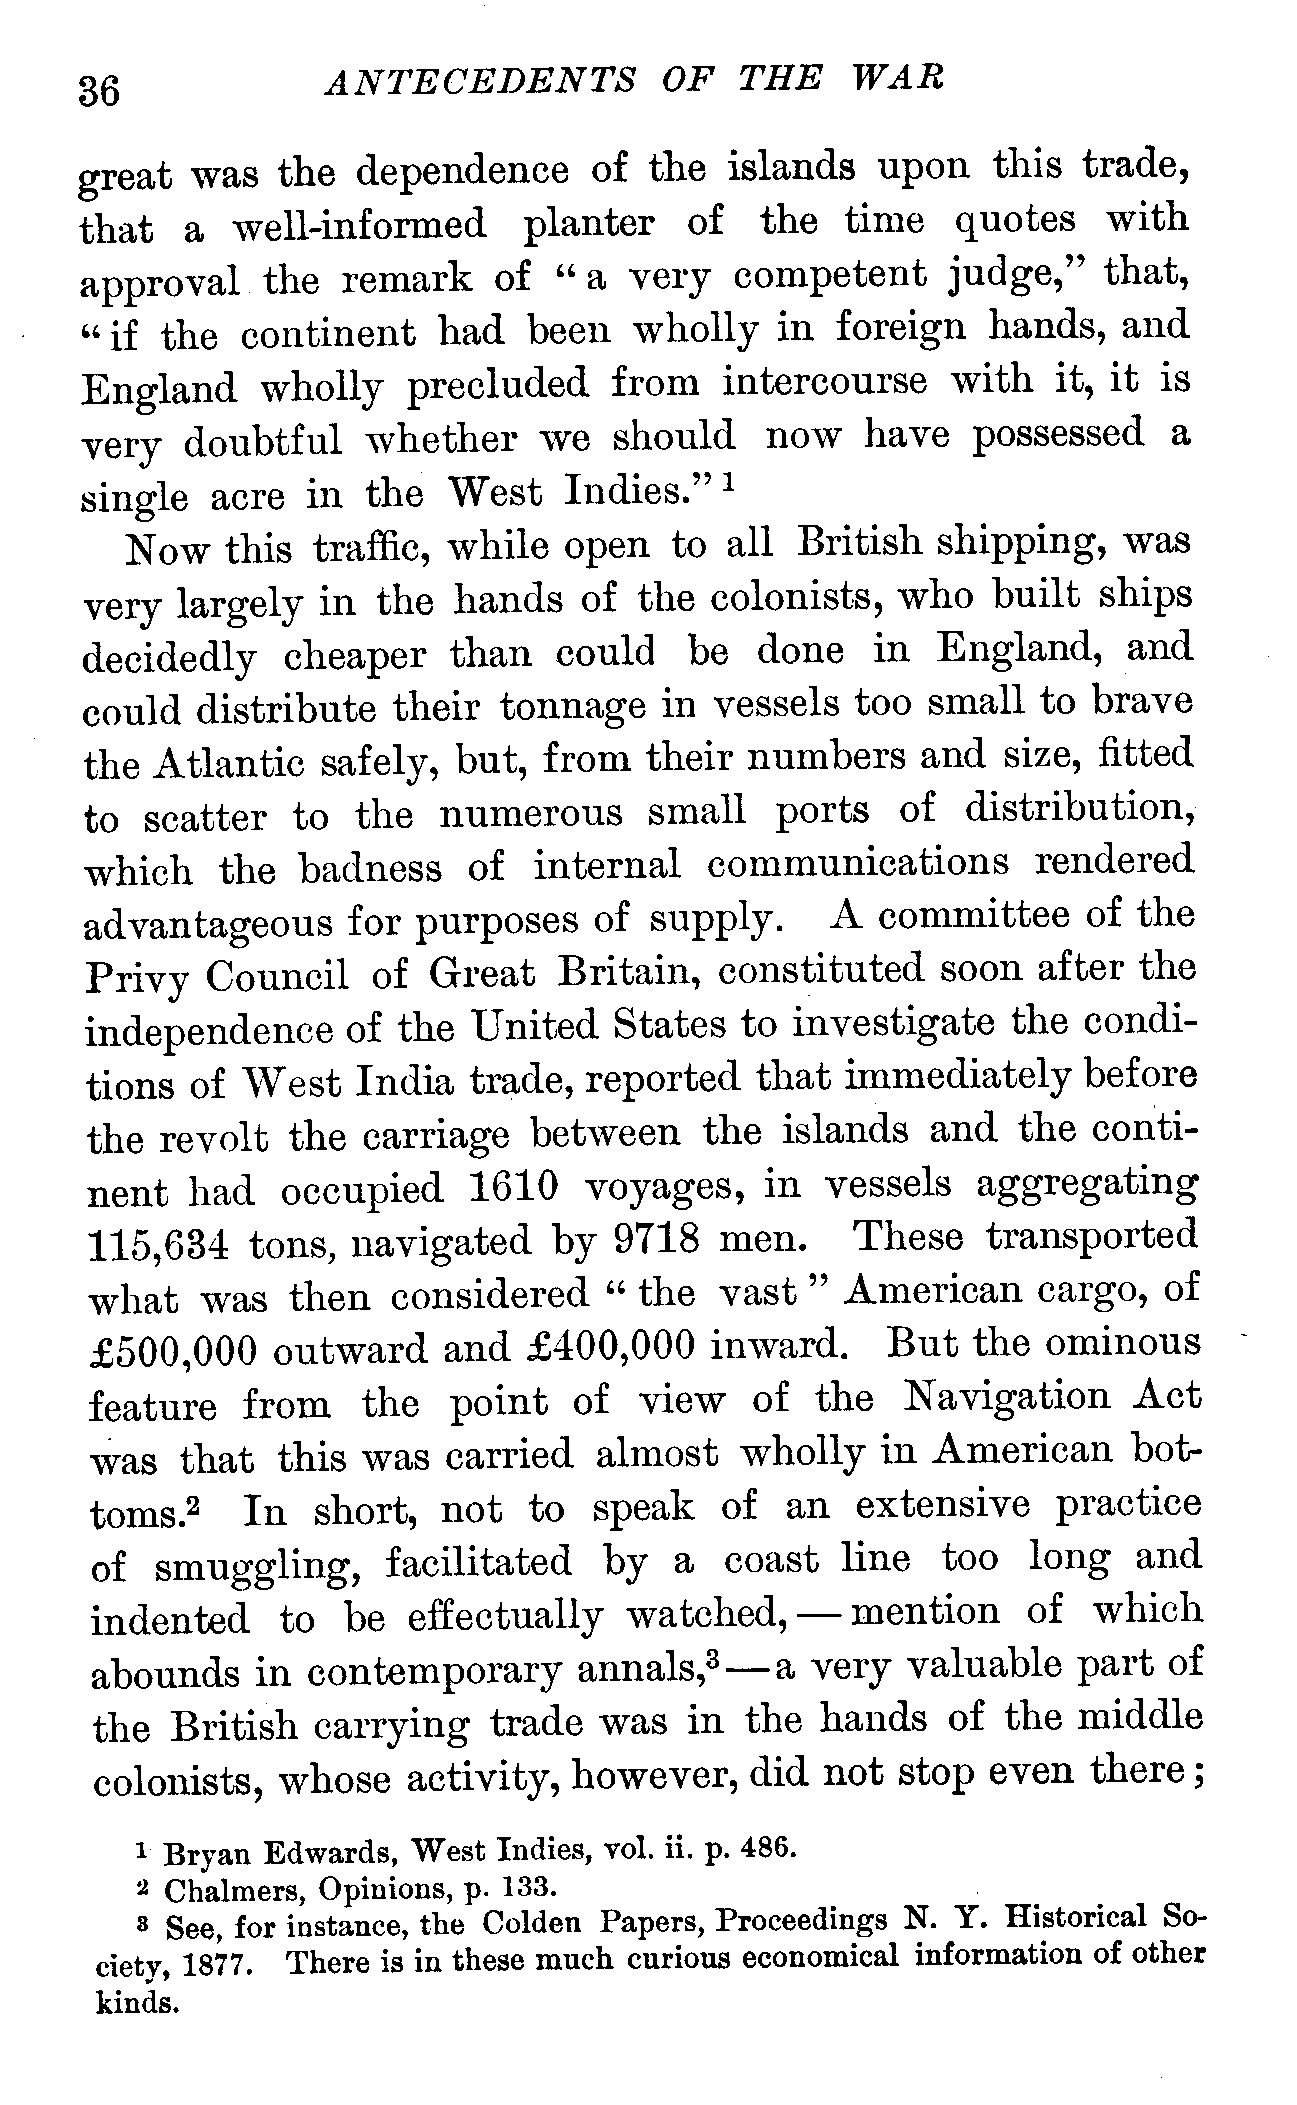 36 ANTECEDENTS OF THE WAR
great was the dependence of the islands upon this trade,
that a well-informed planter of the time quotes with
approval the remark of “a very competent judge,” that,
“if the continent had been wholly in foreign hands, and
England wholly precluded from intercourse with it, it is
very doubtful whether we should now have possessed a
single acre in the West Indies.” 1
Now this traffic, while open to all British shipping, was
very largely in the hands of the colonists, who built ships
decidedly cheaper than could be done in England, and
could distribute their tonnage in vessels too small to brave
the Atlantic safely, but, from their numbers and size, fitted
to scatter to the numerous small ports of distribution,
which the badness of internal communications rendered
advantageous for purposes of supply. A committee of the
Privy Council of Great Britain, constituted soon after the
independence of the United States to investigate the condi-
tions of West India trade, reported that immediately before
the revolt the carriage between the islands and the conti-
nent had occupied 1610 voyages, in vessels aggregating
115,634 tons, navigated by 9718 men. These transported
what was then considered “the vast” American cargo, of
£500,000 outward and £400,000 inward. But the ominous
feature from the point of view of the Navigation Act
was that this was carried almost wholly in American bot-
toms.2 In short, not to speak of an extensive practice
of smuggling, facilitated by a coast line too long and
indented to be effectually watched,—mention of which
abounds in contemporary annals,3—a very valuable part of
the British carrying trade was in the hands of the middle
colonists, whose activity, however, did not stop even there;
1 Bryan Edwards, West Indies, vol. ii. p. 486.
2 Chalmers, Opinions, p. 133.
3 See, for instance, the Colden Papers, Proceedings N. Y. Historical So-
ciety, 1877. There is in these much curious economical information of other
kinds.